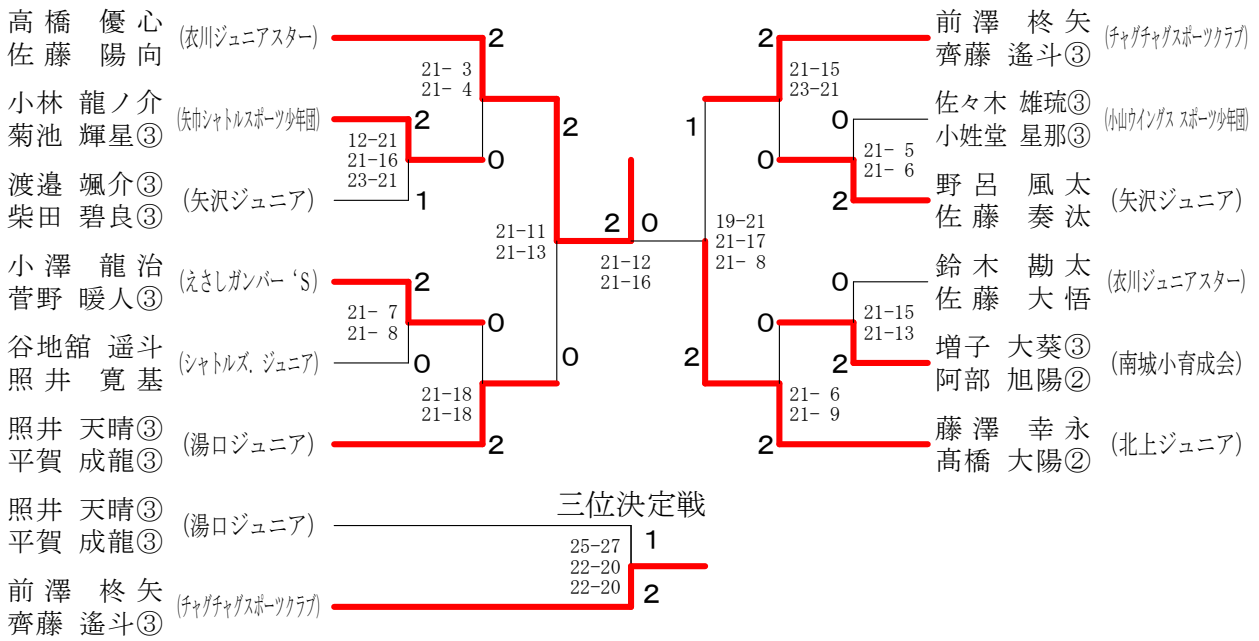 高橋 優心
佐藤 陽向
(衣川ジュニアスター)
2
21- 3
21- 4
小林 龍ノ介
菊池 輝星③
(矢巾シャトルスポーツ少年団)
2
12-21
21-16
23-21
0
渡邉 颯介③
柴田 碧良③
(矢沢ジュニア)
1
2
21-11
21-13
小澤 龍治
菅野 暖人③
(えさしガンバー‘S)
2
21- 7
21- 8
0
谷地舘 遥斗
照井 寛基
(シャトルズ.ジュニア)
0
0
21-18
21-18
照井 天晴③
平賀 成龍③
(湯口ジュニア)
2
2 0
21-12
21-16
前澤 柊矢
齊藤 遙斗③
(チャグチャグスポーツクラブ)
2
21-15
23-21
佐々木 雄琉③
小姓堂 星那③
(小山ウイングス スポーツ少年団)
0
1
0
21- 5
21- 6
野呂 風太
佐藤 奏汰
(矢沢ジュニア)
2
19-21
21-17
21- 8
鈴木 勘太
佐藤 大悟
(衣川ジュニアスター)
0
21-15
21-13
0
増子 大葵③
阿部 旭陽②
(南城小育成会)
2
2
21- 6
21- 9
藤澤 幸永
髙橋 大陽②
(北上ジュニア)
2
三位決定戦
照井 天晴③
平賀 成龍③
(湯口ジュニア)
1
25-27
22-20
22-20
前澤 柊矢
齊藤 遙斗③
(チャグチャグスポーツクラブ)
2